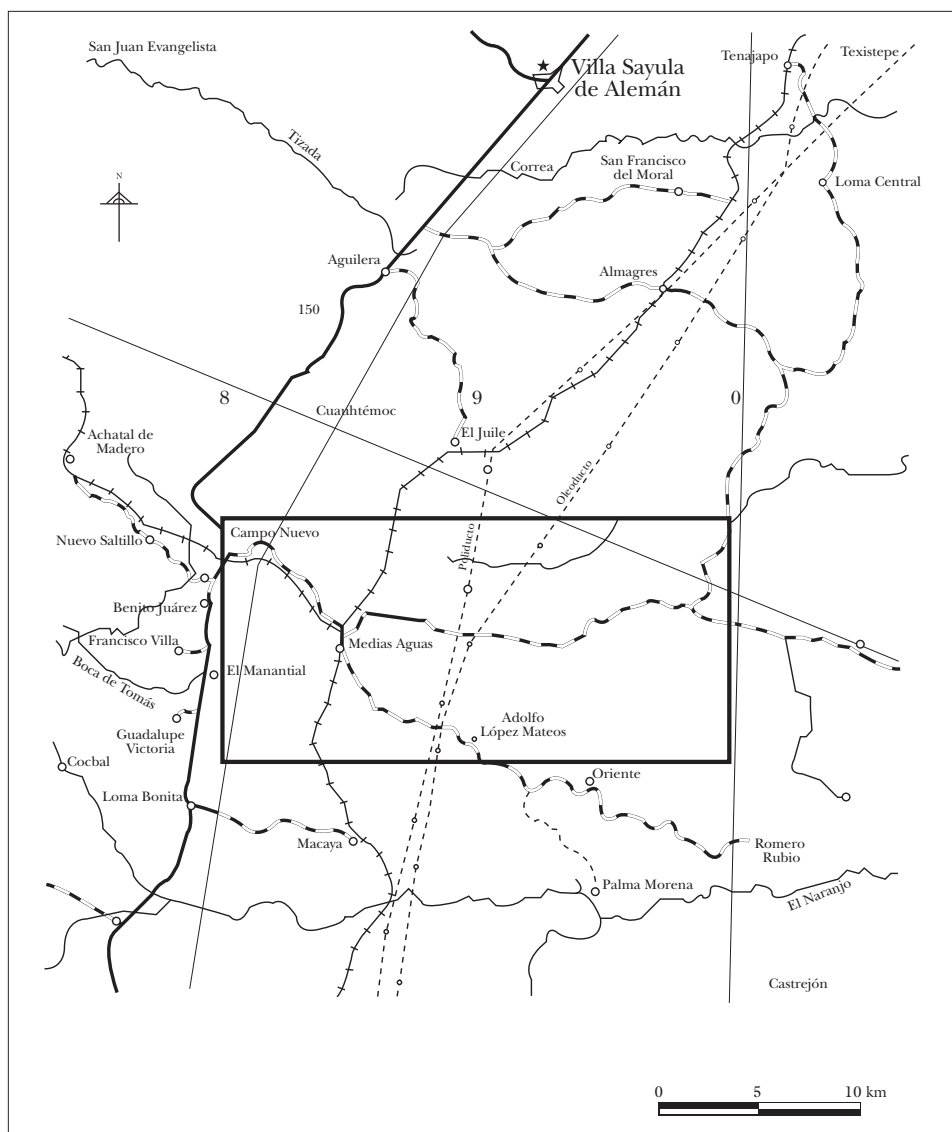 San Juan Evangelista
Villa Sayula
de Alemán
Tenajapo
Texistepe
Tizada
Correa
San Francisco
del Moral
Loma Central
N
Aguilera
Almagres
150
8
9
0
Cuauhtémoc
El Juile
Achatal de
Madero
Oleoducto
Poliducto
Campo Nuevo
Nuevo Saltillo
Benito Juárez
Francisco Villa
Medias Aguas
Boca de Tomás
El Manantial
Guadalupe
Victoria
Adolfo
López Mateos
Cocbal
Oriente
Loma Bonita
Macaya
Romero
Rubio
Palma Morena
El Naranjo
Castrejón
0 5 10 km